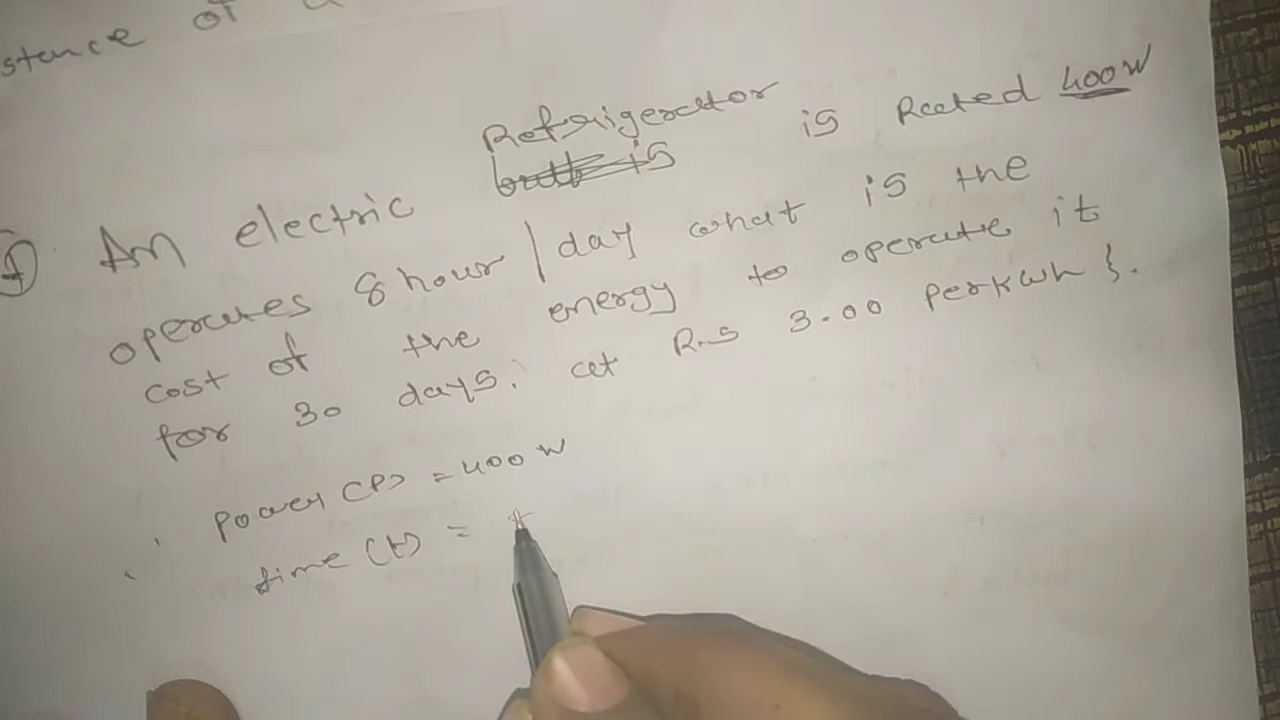 stance of
Refrigerator
④ An electric is Rated 400W
operates 8 hour / day what is the
cost of the energy to operate it
for 30 days. at R.S 3.00 perkwh }.
Power (P) = 400 W
time (t) =